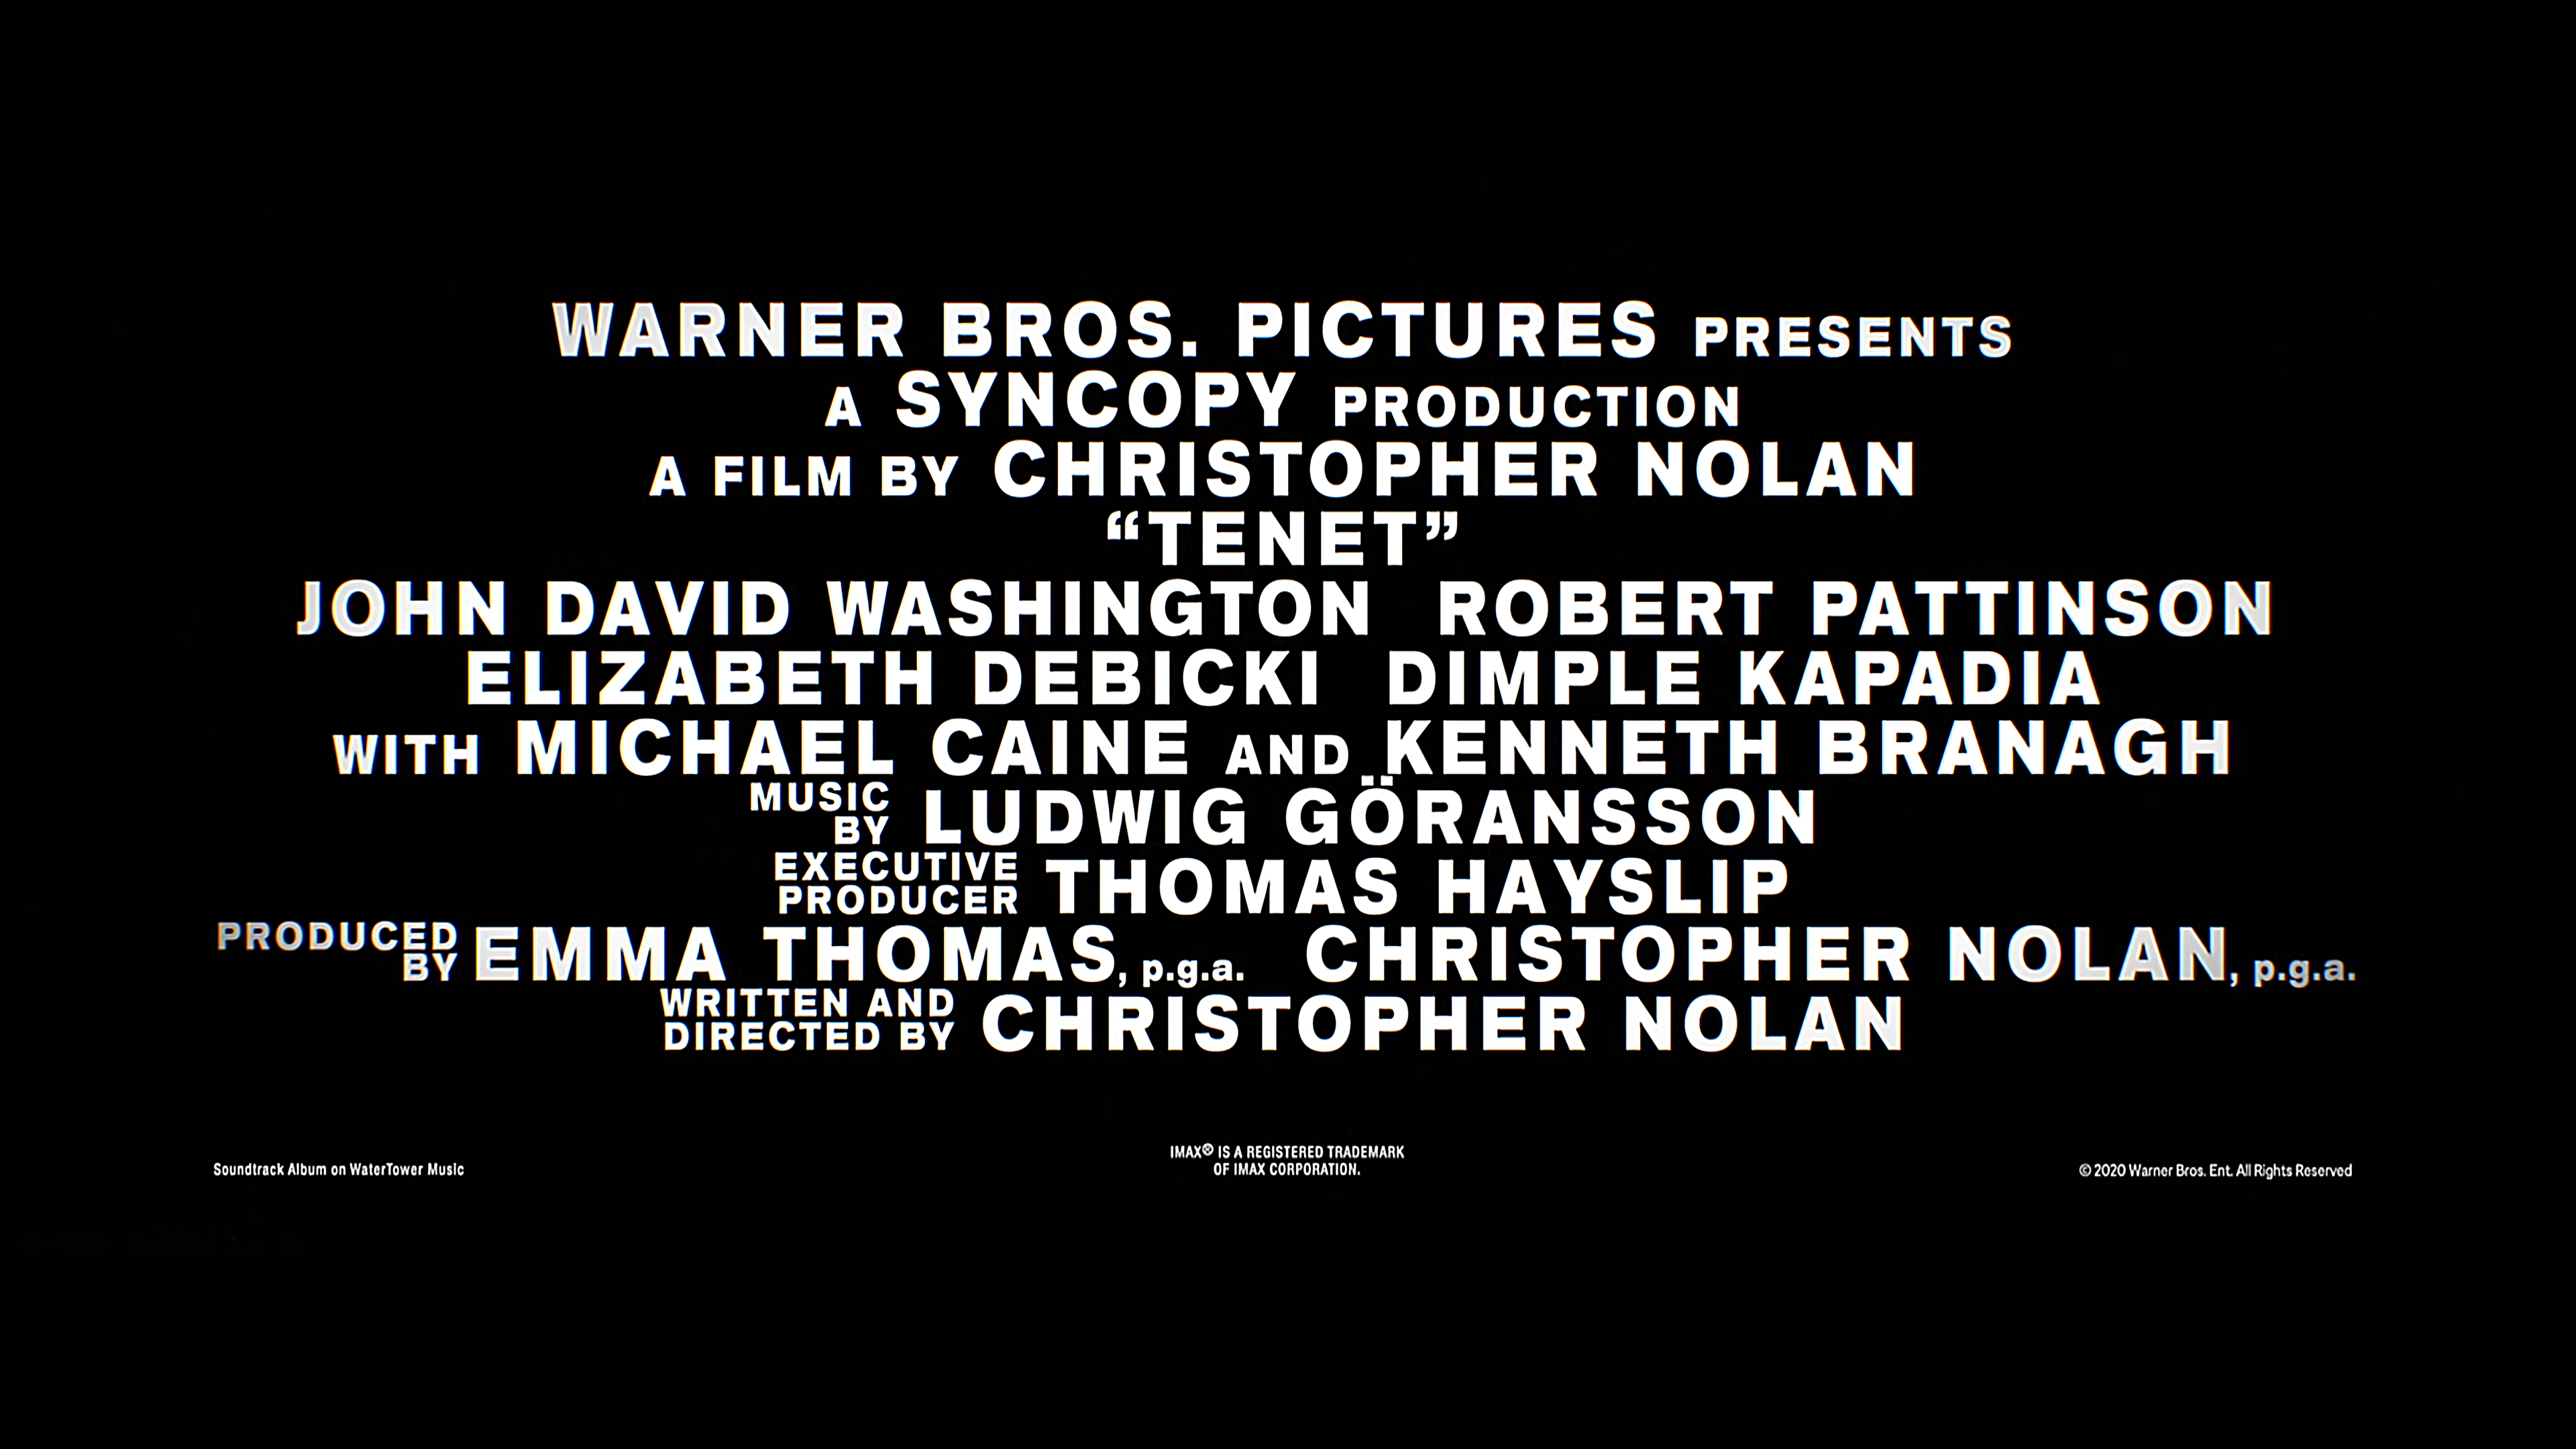 WARNER BROS. PICTURES PRESENTS
A SYNCOPY PRODUCTION
A FILM BY CHRISTOPHER NOLAN
“TENET”
JOHN DAVID WASHINGTON ROBERT PATTINSON
ELIZABETH DEBICKI DIMPLE KAPADIA
WITH MICHAEL CAINE AND KENNETH BRANAGH
MUSIC BY LUDWIG GÖRANSSON
EXECUTIVE PRODUCER THOMAS HAYSLIP
PRODUCED BY EMMA THOMAS, p.g.a. CHRISTOPHER NOLAN, p.g.a.
WRITTEN AND DIRECTED BY CHRISTOPHER NOLAN
Soundtrack Album on WaterTower Music
IMAX® IS A REGISTERED TRADEMARK
OF IMAX CORPORATION.
© 2020 Warner Bros. Ent. All Rights Reserved